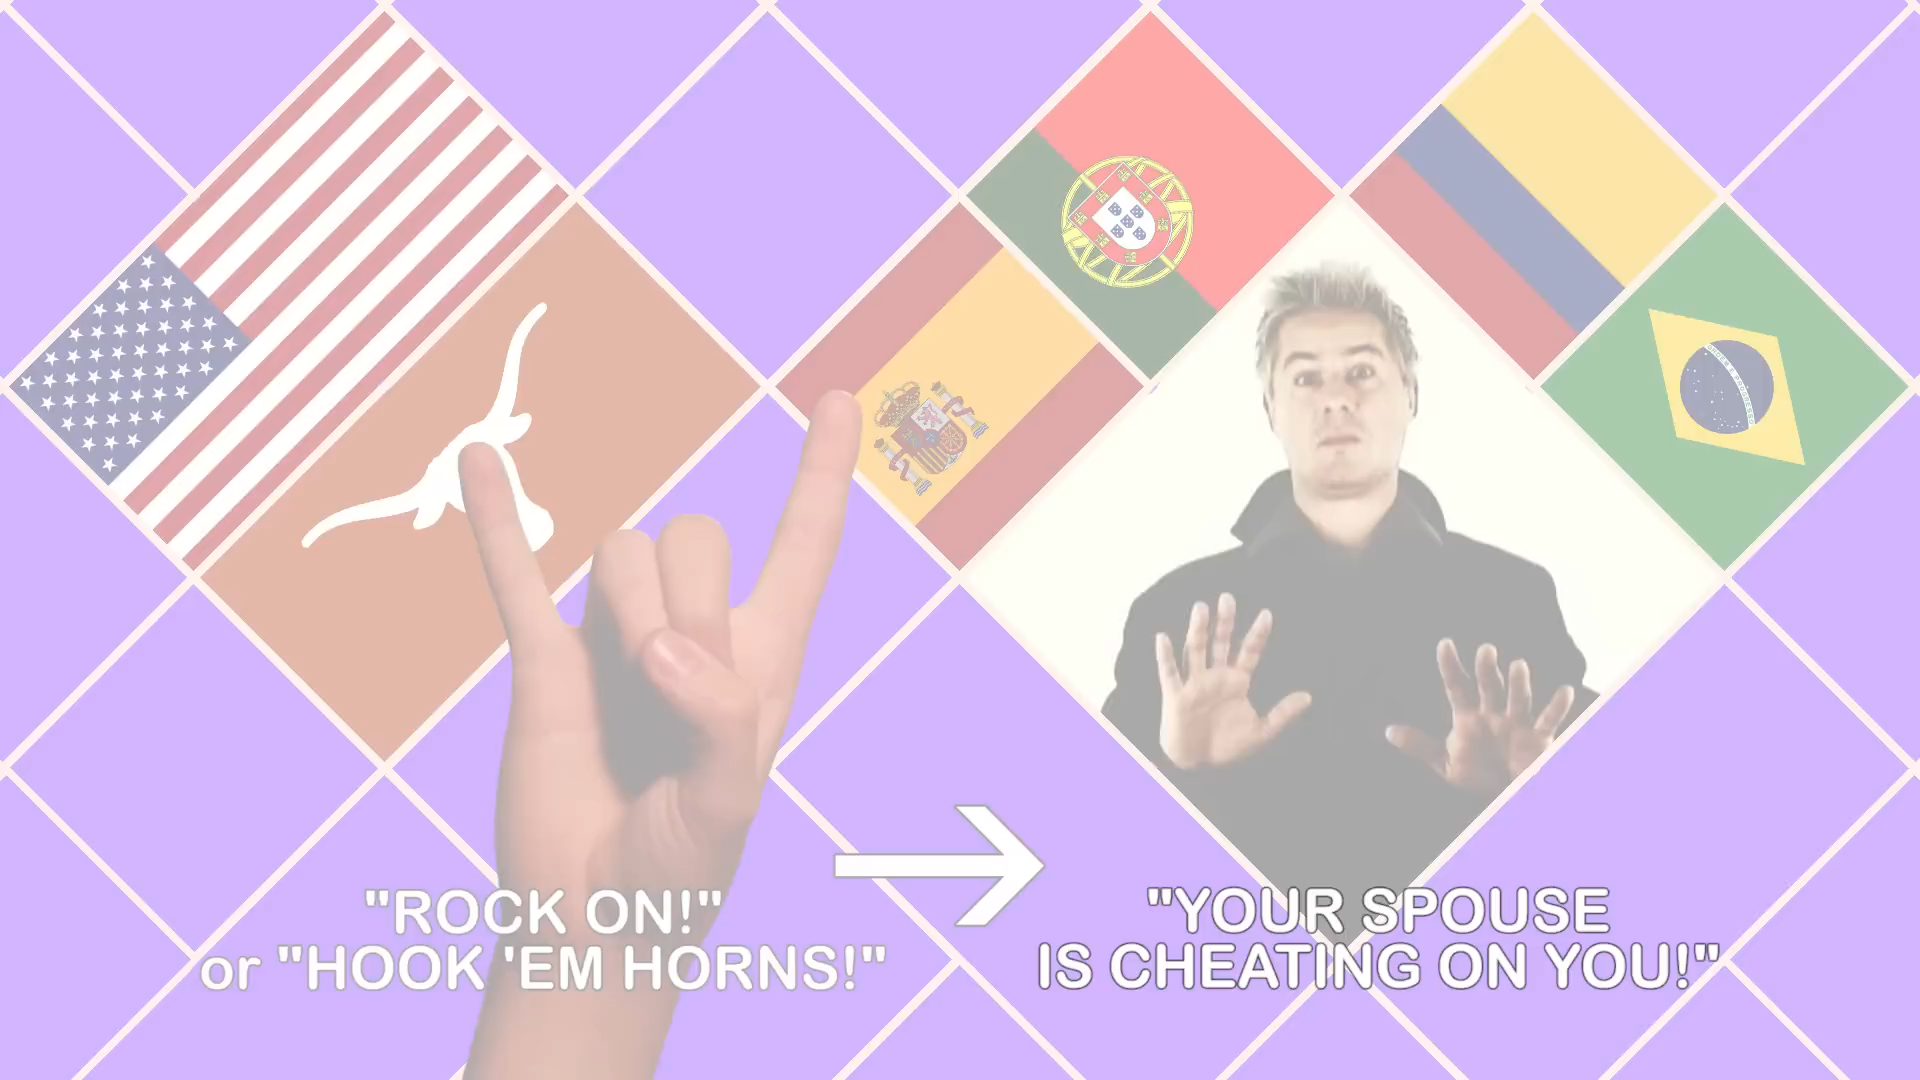 "ROCK ON!"
or "HOOK 'EM HORNS!"
"YOUR SPOUSE
IS CHEATING ON YOU!"